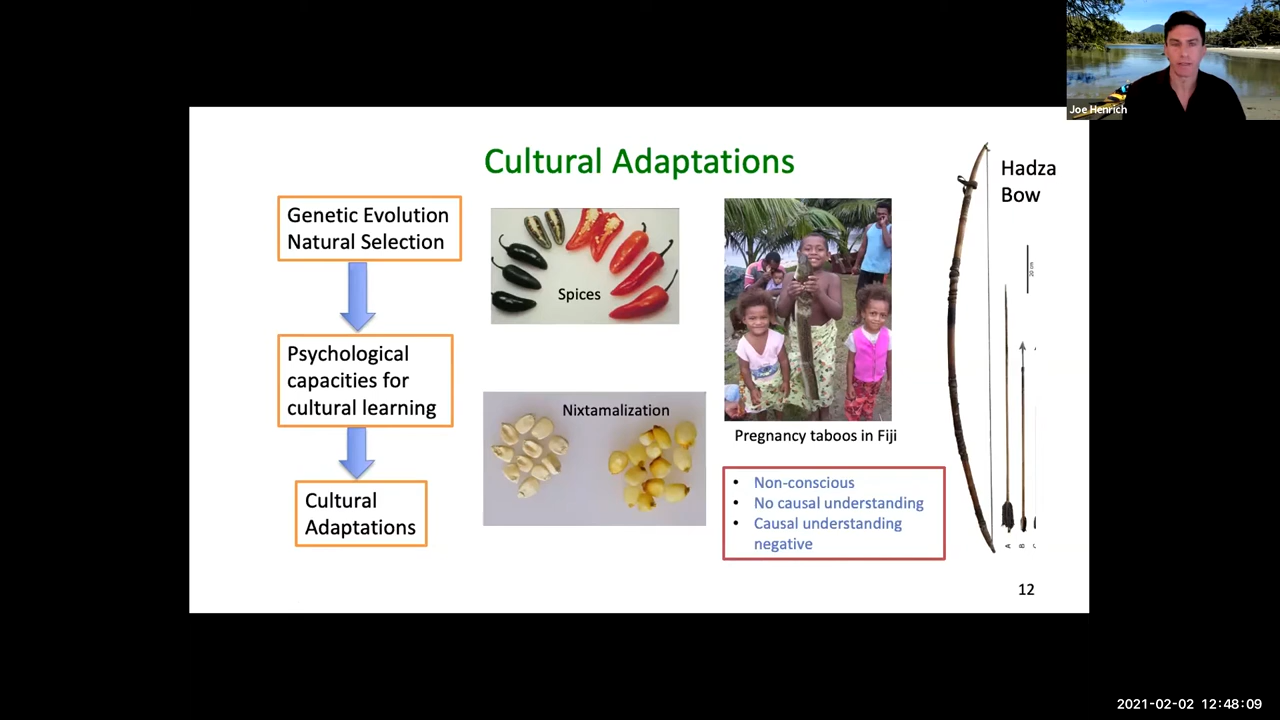 Joe Henrich
Cultural Adaptations
Genetic Evolution
Natural Selection
Psychological
capacities for
cultural learning
Cultural
Adaptations
Spices
Nixtamalization
Pregnancy taboos in Fiji
• Non-conscious
• No causal understanding
• Causal understanding
negative
Hadza
Bow
A
B
12
2021-02-02 12:48:09